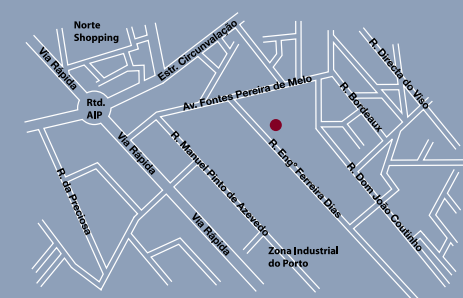 Norte
Shopping
Via Rápida
Estr. Circunvalação
R. Directa do Viso
Av. Fontes Pereira de Melo
R. Bordeaux
Rtd.
AIP
Via Rápida
R. Manuel Pinto de Azevedo
R. Engº Ferreira Dias
R. Dom João Coutinho
R. da Preciosa
Via Rápida
Zona Industrial
do Porto